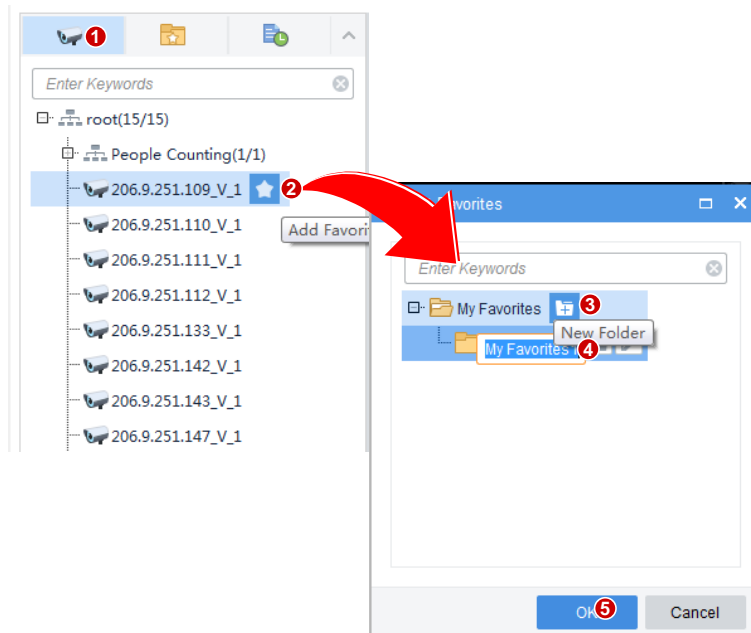 1
Enter Keywords
root(15/15)
People Counting(1/1)
206.9.251.109_V_1 2
Add Favori
206.9.251.110_V_1
206.9.251.111_V_1
206.9.251.112_V_1
206.9.251.133_V_1
206.9.251.142_V_1
206.9.251.143_V_1
206.9.251.147_V_1
vorites
Enter Keywords
My Favorites 3
New Folder
My Favorites 4
OK 5 Cancel